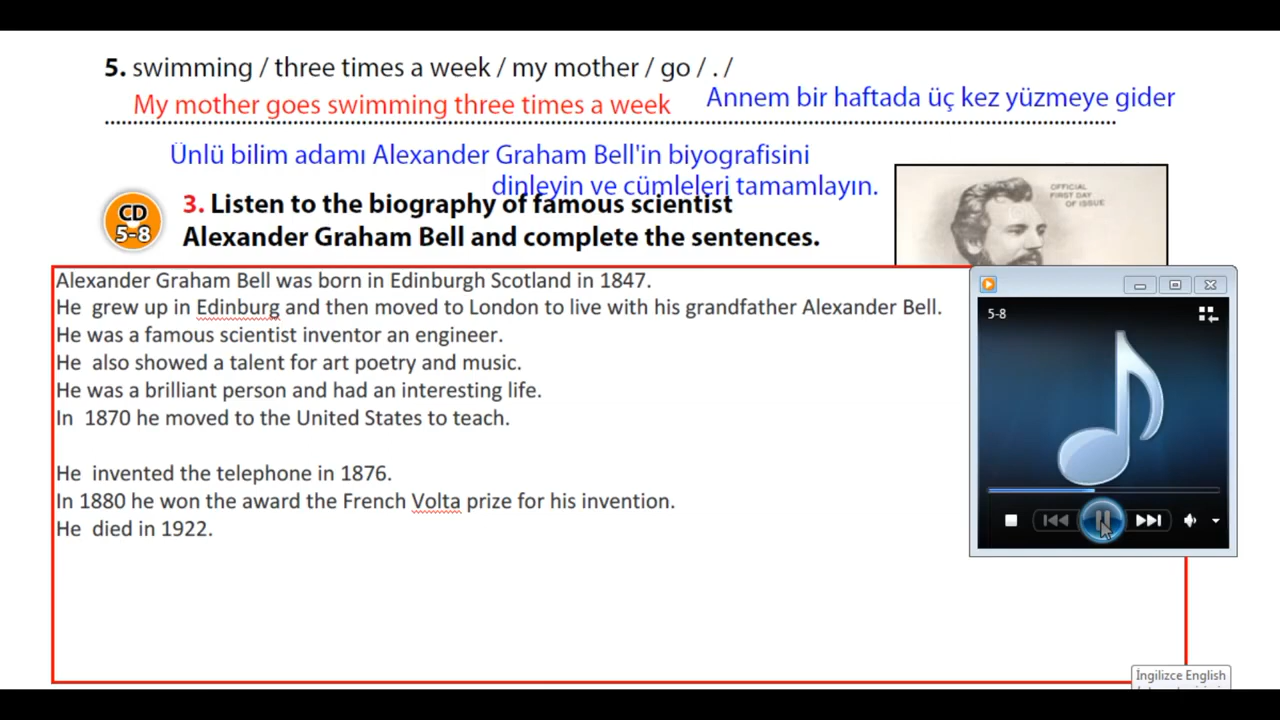 5. swimming / three times a week / my mother / go / . /
My mother goes swimming three times a week
Annem bir haftada üç kez yüzmeye gider
Ünlü bilim adamı Alexander Graham Bell'in biyografisini
dinleyin ve cümleleri tamamlayın.
CD
5-8
3. Listen to the biography of famous scientist
Alexander Graham Bell and complete the sentences.
OFFICIAL
FIRST DAY
OF ISSUE
Alexander Graham Bell was born in Edinburgh Scotland in 1847.
He grew up in Edinburg and then moved to London to live with his grandfather Alexander Bell.
He was a famous scientist inventor an engineer.
He also showed a talent for art poetry and music.
He was a brilliant person and had an interesting life.
In 1870 he moved to the United States to teach.
He invented the telephone in 1876.
In 1880 he won the award the French Volta prize for his invention.
He died in 1922.
5-8
İngilizce English